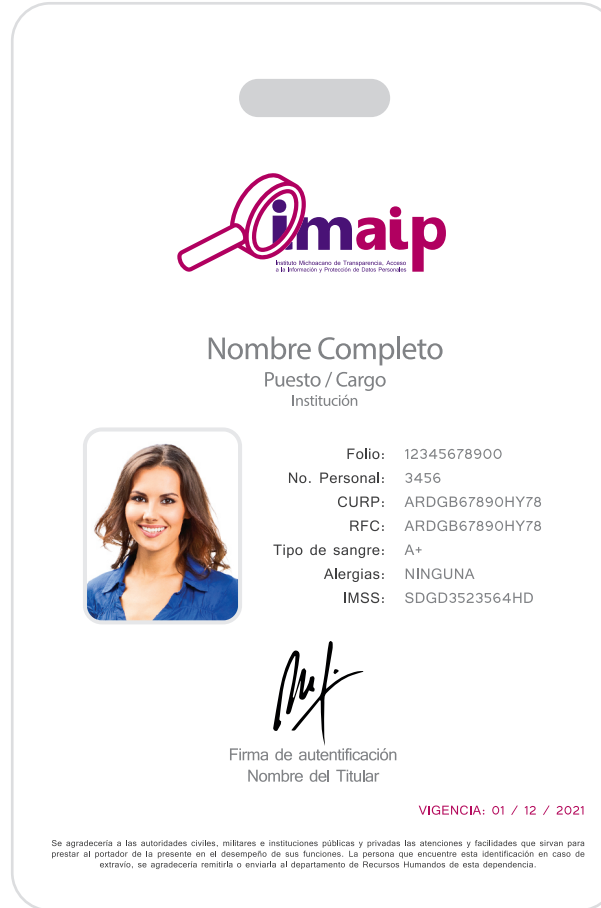 imaip
Instituto Michoacano de Transparencia, Acceso
a la Información y Protección de Datos Personales
Nombre Completo
Puesto / Cargo
Institución
Folio: 12345678900
No. Personal: 3456
CURP: ARDGB67890HY78
RFC: ARDGB67890HY78
Tipo de sangre: A+
Alergias: NINGUNA
IMSS: SDGD3523564HD
Firma de autentificación
Nombre del Titular
VIGENCIA: 01 / 12 / 2021
Se agradecería a las autoridades civiles, militares e instituciones públicas y privadas las atenciones y facilidades que sirvan para
prestar al portador de la presente en el desempeño de sus funciones. La persona que encuentre esta identificación en caso de
extravío, se agradecería remitirla o enviarla al departamento de Recursos Humandos de esta dependencia.